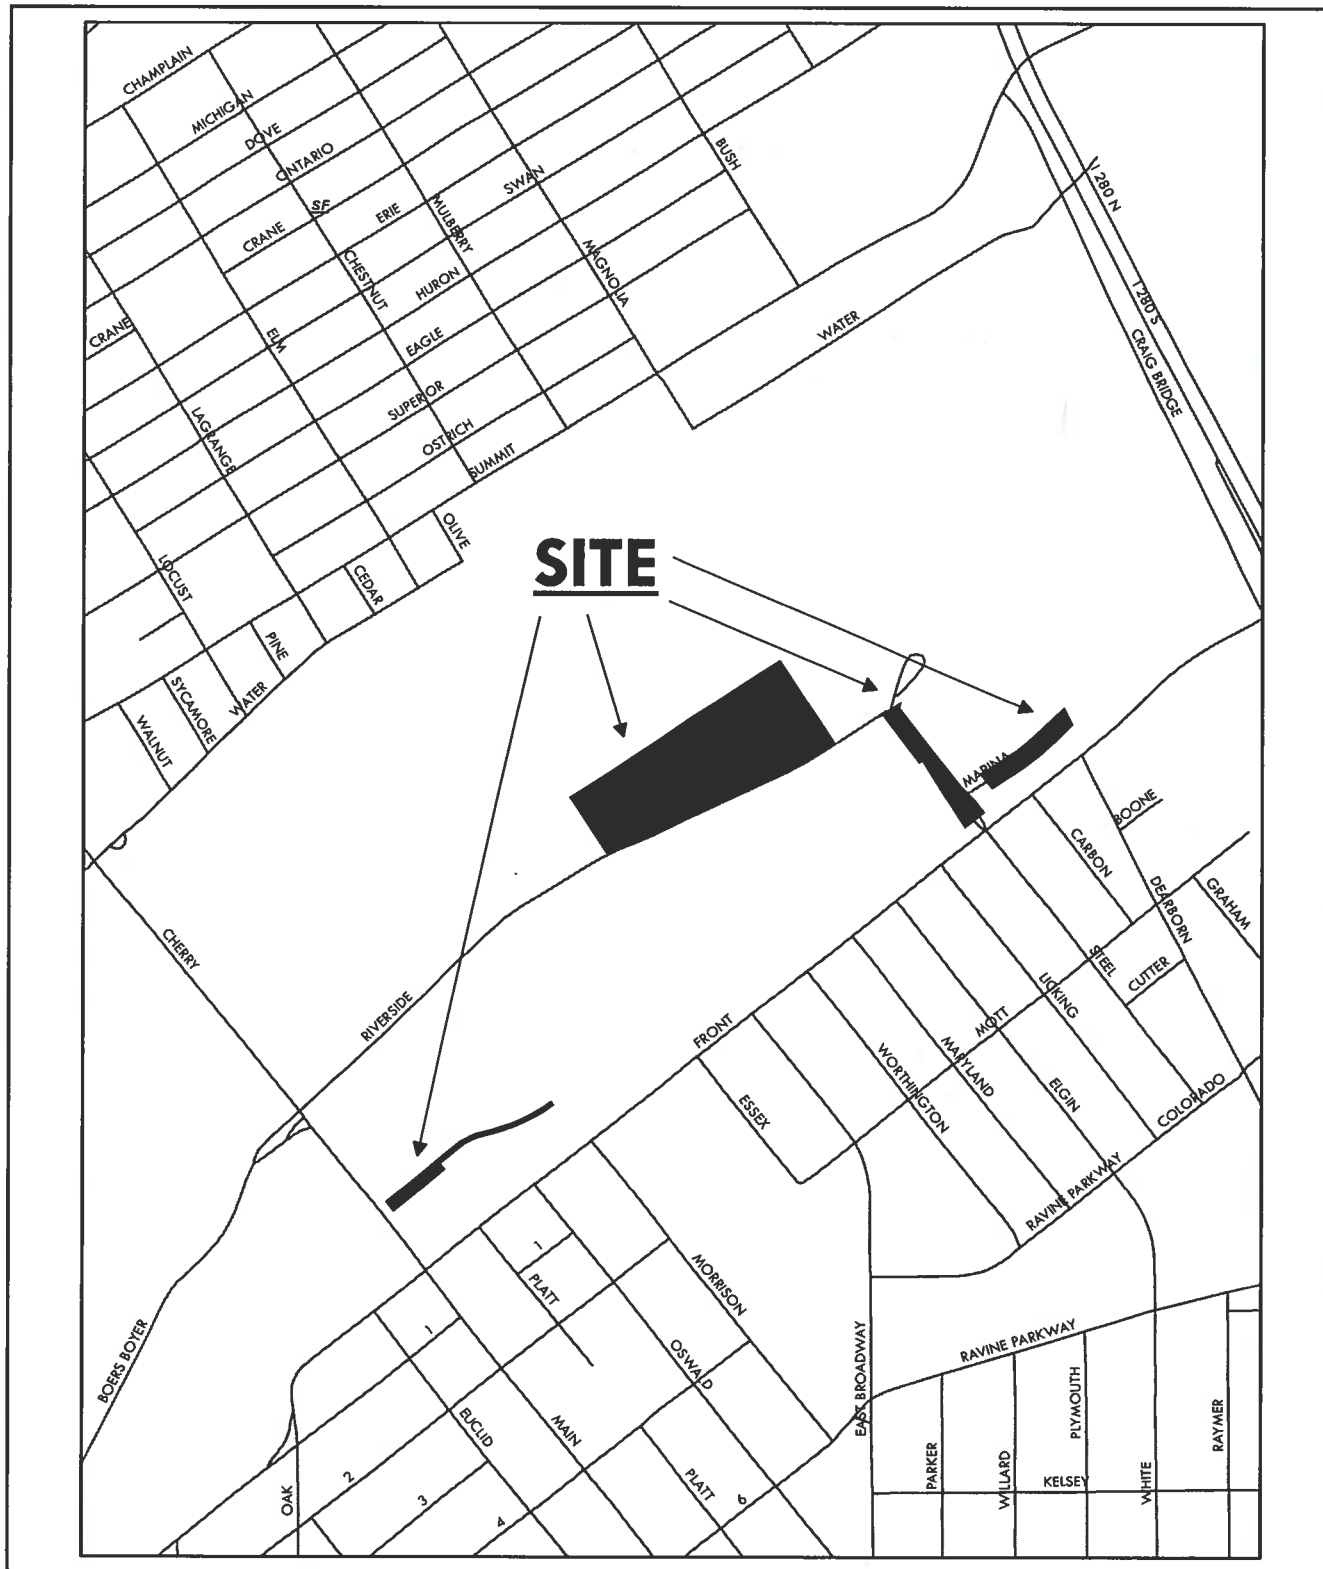 CHAMPLAIN
MICHIGAN
DOVE
ONTARIO
SF
CRANE
ERIE
SWAN
BUSH
MULBERRY
CHESTNUT
HURON
MAGNOLIA
EAGLE
ELM
CRANE
SUPERIOR
LAGRANGE
OSTRICH
SUMMIT
WATER
I 280 N
I 280 S
CRAIG BRIDGE
OLIVE
CEDAR
LOCUST
PINE
SYCAMORE
WATER
WALNUT
SITE
MARINA
BOONE
CARBON
DEARBORN
GRAHAM
CHERRY
RIVERSIDE
FRONT
STEEL
CUTTER
LICKING
MOTT
MARYLAND
WORTHINGTON
ELGIN
COLORADO
ESSEX
RAVINE PARKWAY
MORRISON
1
PLATT
1
OSWALD
BOERS BOYER
EUCLID
MAIN
EAST BROADWAY
RAVINE PARKWAY
PLYMOUTH
RAYMER
PARKER
WILLARD
KELSEY
WHITE
OAK
2
3
4
PLATT
6